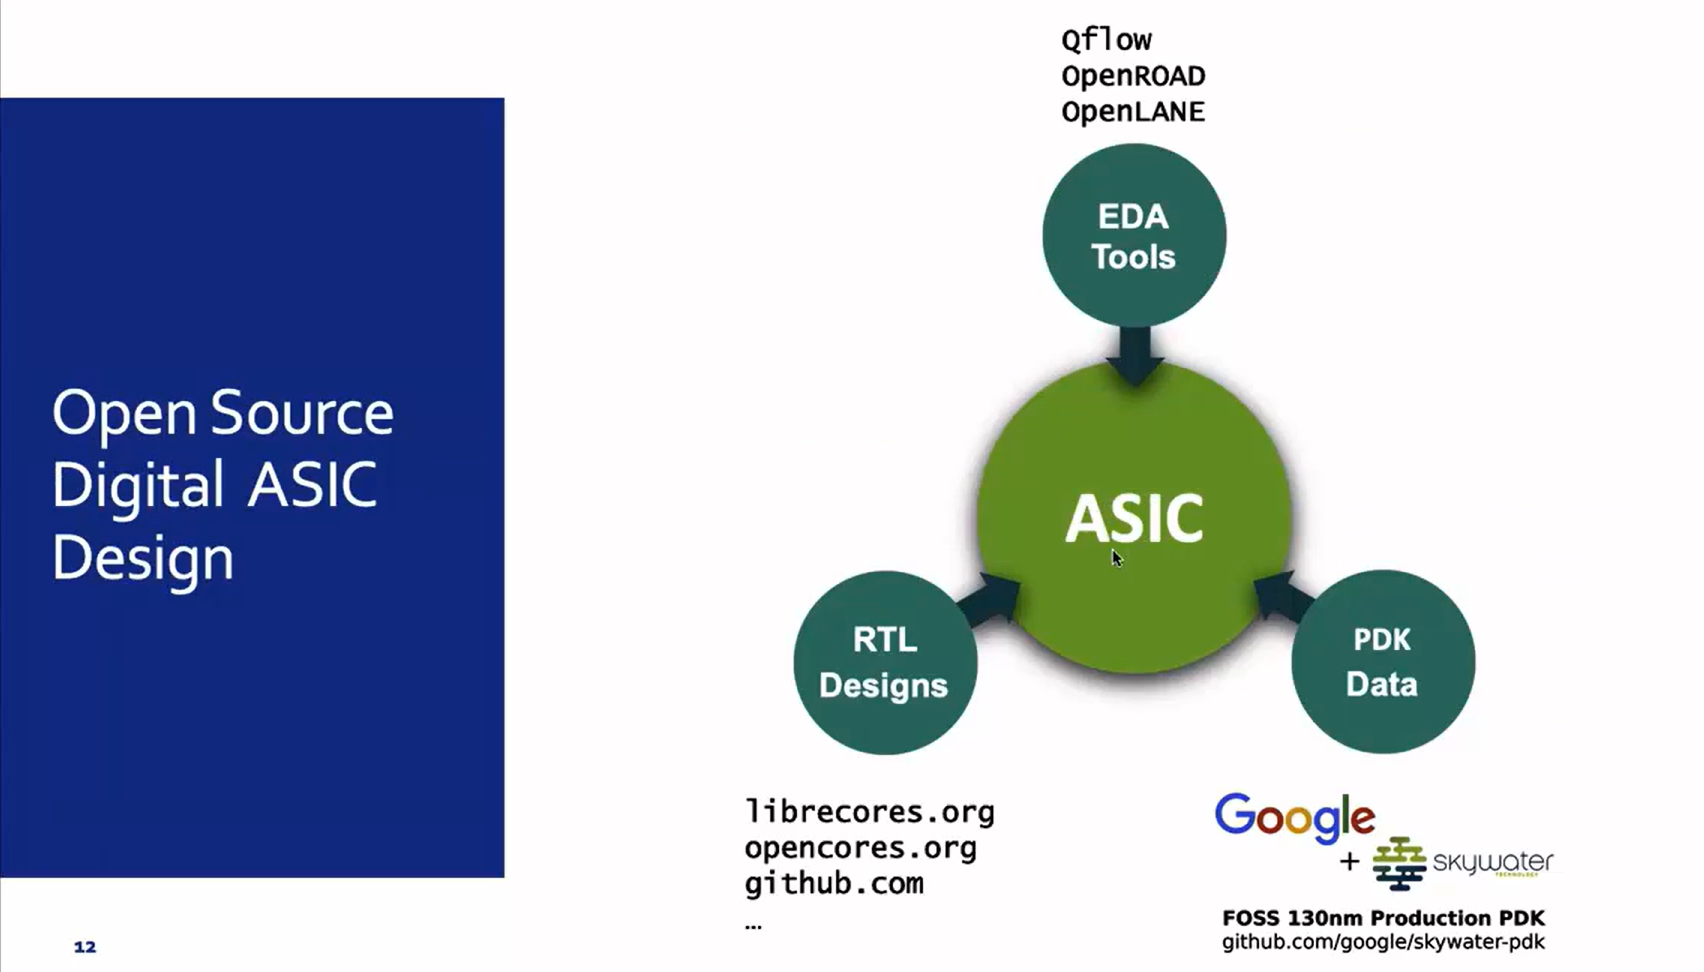 Open Source
Digital ASIC
Design
Qflow
OpenROAD
OpenLANE
EDA
Tools
ASIC
RTL
Designs
PDK
Data
librecores.org
opencores.org
github.com
...
Google
+ skywater
TECHNOLOGY
FOSS 130nm Production PDK
github.com/google/skywater-pdk
12